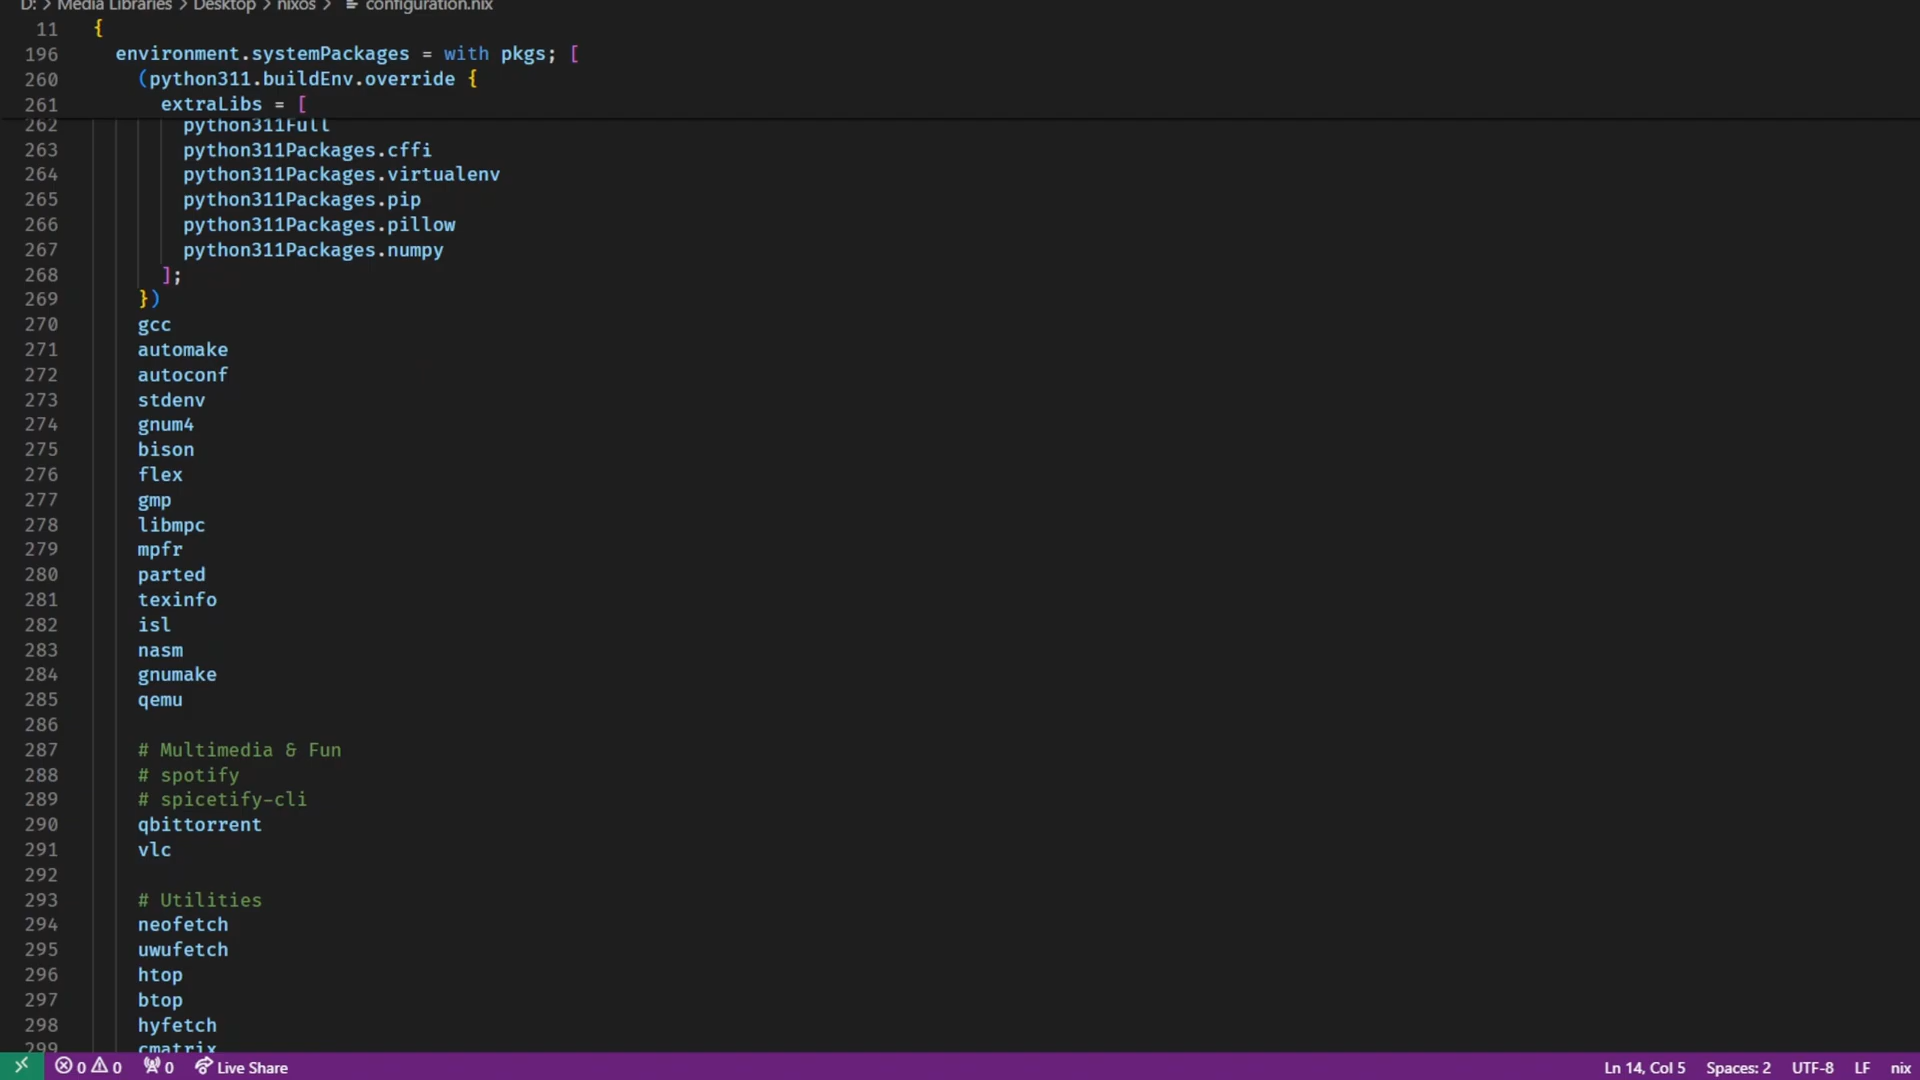 D: > Media Libraries > Desktop > nixos > configuration.nix
11 {
196 environment.systemPackages = with pkgs; [
260 (python311.buildEnv.override {
261 extraLibs = [
262 python311Full
263 python311Packages.cffi
264 python311Packages.virtualenv
265 python311Packages.pip
266 python311Packages.pillow
267 python311Packages.numpy
268 ];
269 })
270 gcc
271 automake
272 autoconf
273 stdenv
274 gnum4
275 bison
276 flex
277 gmp
278 libmpc
279 mpfr
280 parted
281 texinfo
282 isl
283 nasm
284 gnumake
285 qemu
286
287 # Multimedia & Fun
288 # spotify
289 # spicetify-cli
290 qbittorrent
291 vlc
292
293 # Utilities
294 neofetch
295 uwufetch
296 htop
297 btop
298 hyfetch
299 cmatrix
0 0 0 Live Share Ln 14, Col 5 Spaces: 2 UTF-8 LF nix